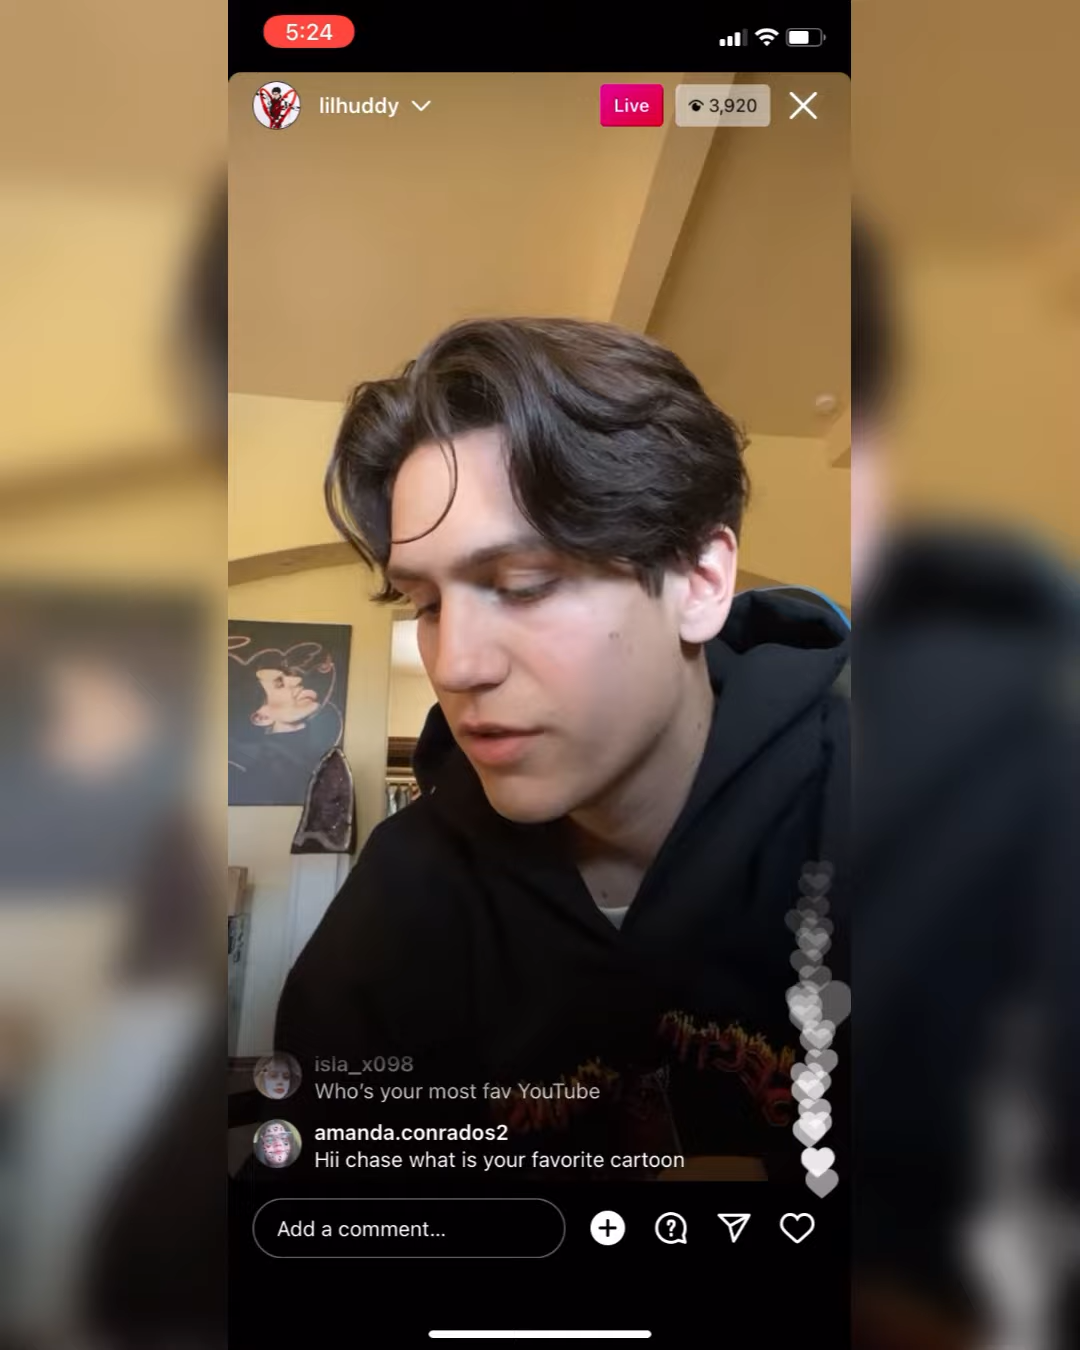 5:24
lilhuddy
Live
3,920
isla_x098
Who's your most fav YouTube
amanda.conrados2
Hii chase what is your favorite cartoon
Add a comment...